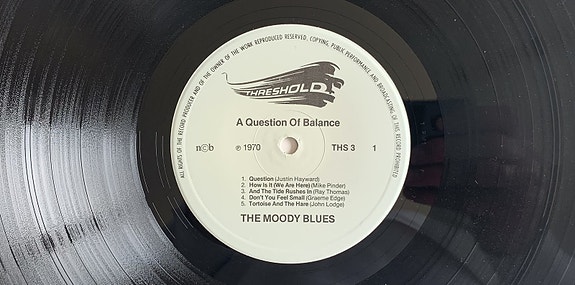 ALL RIGHTS OF THE RECORD PRODUCER AND OF THE OWNER OF THE WORK REPRODUCED RESERVED. COPYING, PUBLIC PERFORMANCE AND BROADCASTING OF THIS RECORD PROHIBITED
THRESHOLD
A Question Of Balance
n©b ℗ 1970 THS 3 1
1. Question (Justin Hayward)
2. How Is It (We Are Here) (Mike Pinder)
3. And The Tide Rushes In (Ray Thomas)
4. Don't You Feel Small (Graeme Edge)
5. Tortoise And The Hare (John Lodge)
THE MOODY BLUES